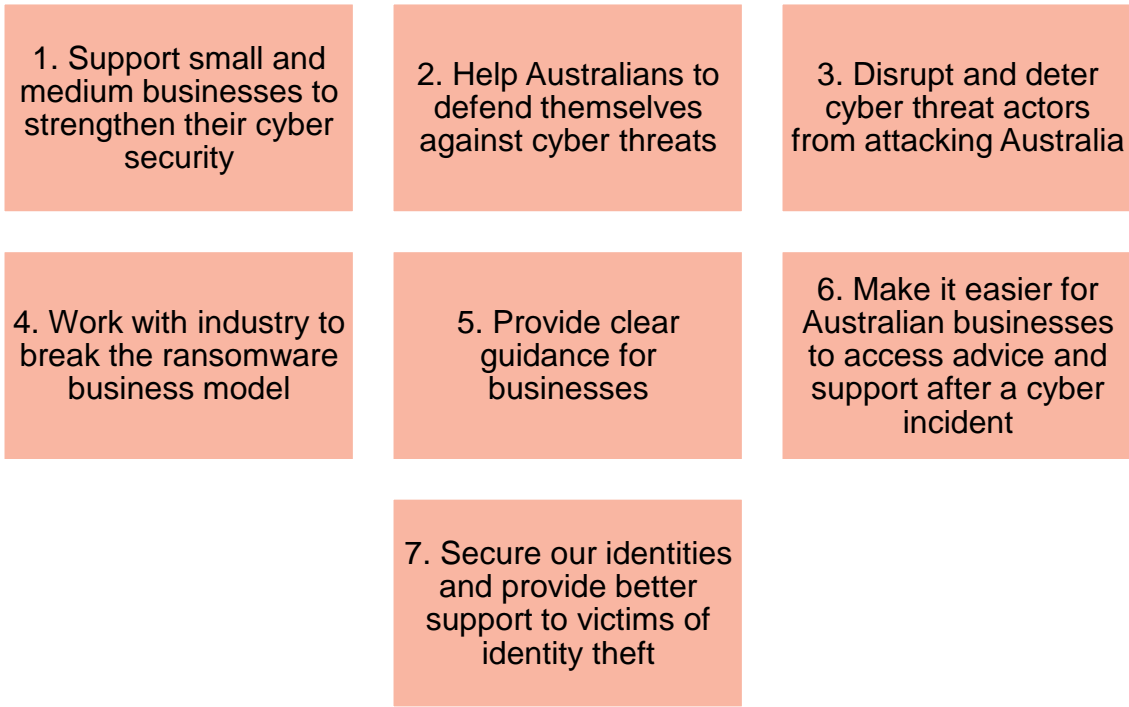 1. Support small and
medium businesses to
strengthen their cyber
security
2. Help Australians to
defend themselves
against cyber threats
3. Disrupt and deter
cyber threat actors
from attacking Australia
4. Work with industry to
break the ransomware
business model
5. Provide clear
guidance for
businesses
6. Make it easier for
Australian businesses
to access advice and
support after a cyber
incident
7. Secure our identities
and provide better
support to victims of
identity theft